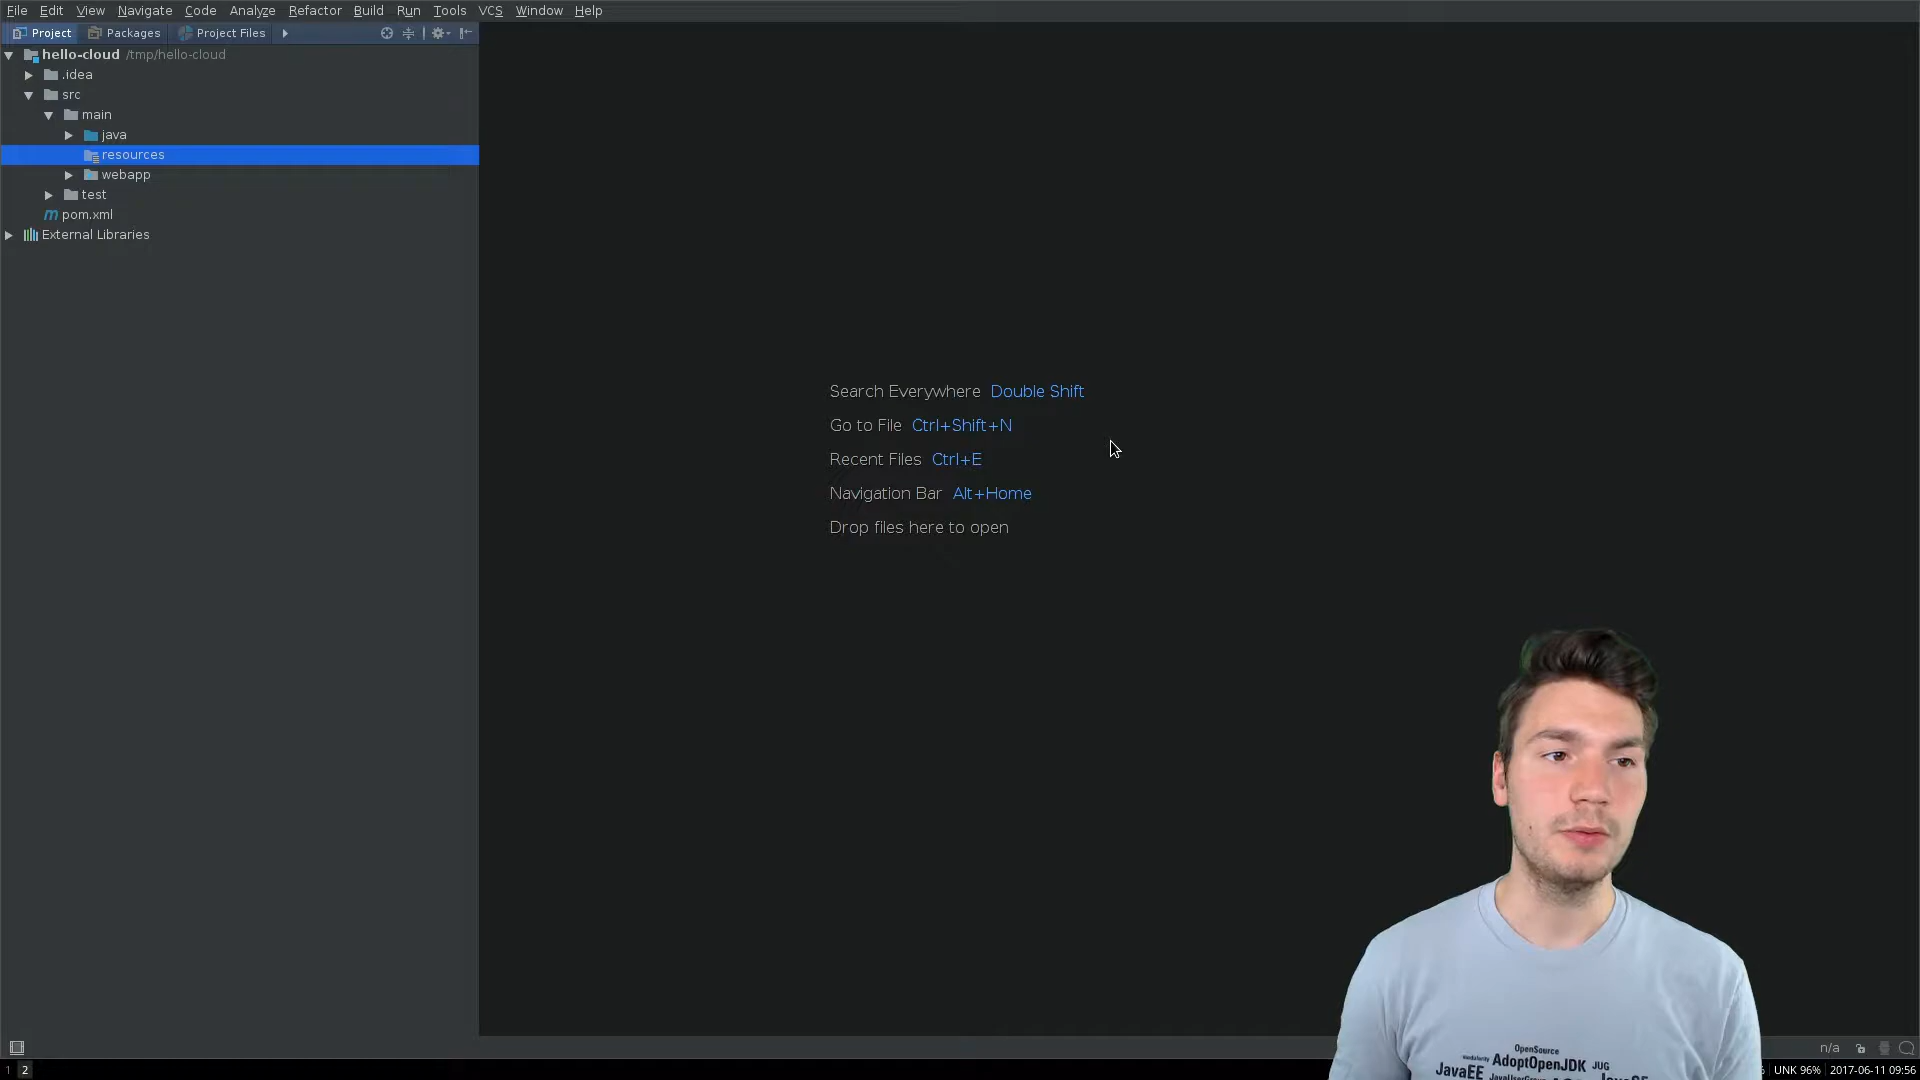 File Edit View Navigate Code Analyze Refactor Build Run Tools VCS Window Help
Project Packages Project Files
hello-cloud /tmp/hello-cloud
.idea
src
main
java
resources
webapp
test
pom.xml
External Libraries
Search Everywhere Double Shift
Go to File Ctrl+Shift+N
Recent Files Ctrl+E
Navigation Bar Alt+Home
Drop files here to open
OpenSource
AdoptOpenJDK JUG
JavaEE
n/a
1 2
UNK 96% 2017-06-11 09:56